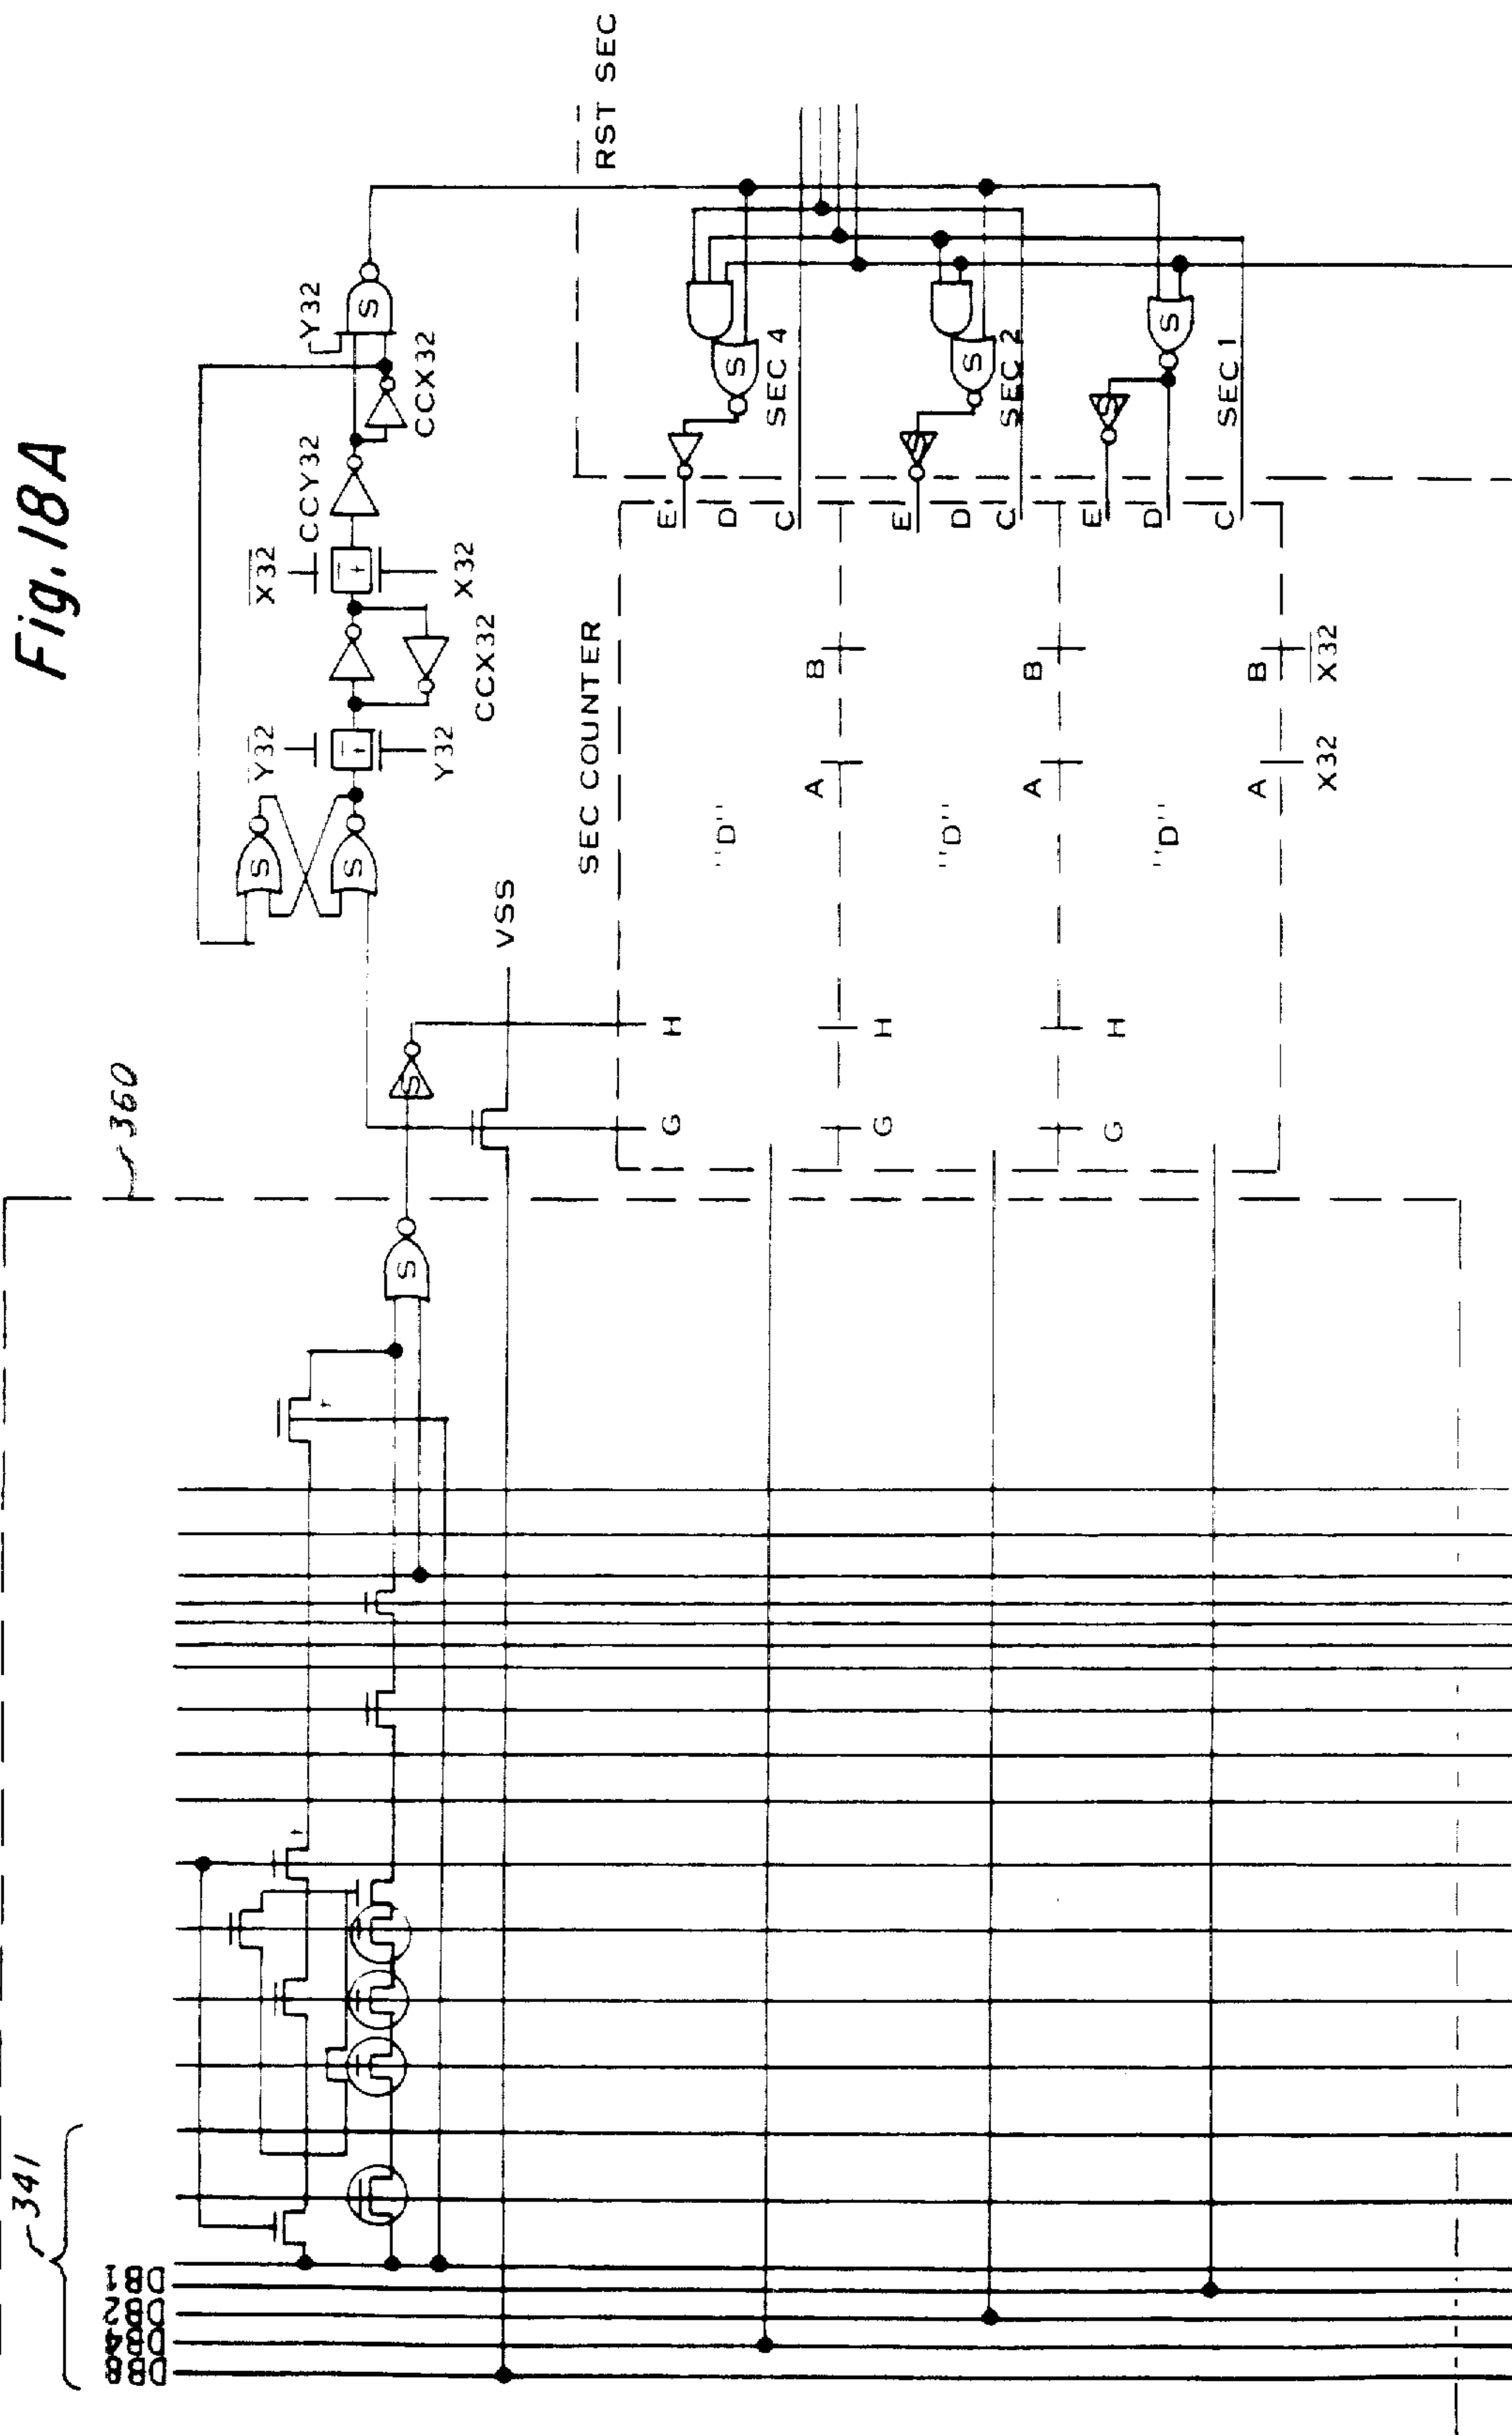 Fig. 18A
RST SEC
Y32
S
CCX32
CCY32
X32
X32
CCX32
Y32
Y32
S
S
VSS
S
360
S
341
SEC COUNTER
E
D
C
SEC 4
S
B
A
"D"
H
G
E
D
C
SEC 2
S
S
B
A
"D"
H
G
E
D
C
SEC 1
S
S
B
X32
A
X32
"D"
H
G
DB1
DB2
DB4
DB8